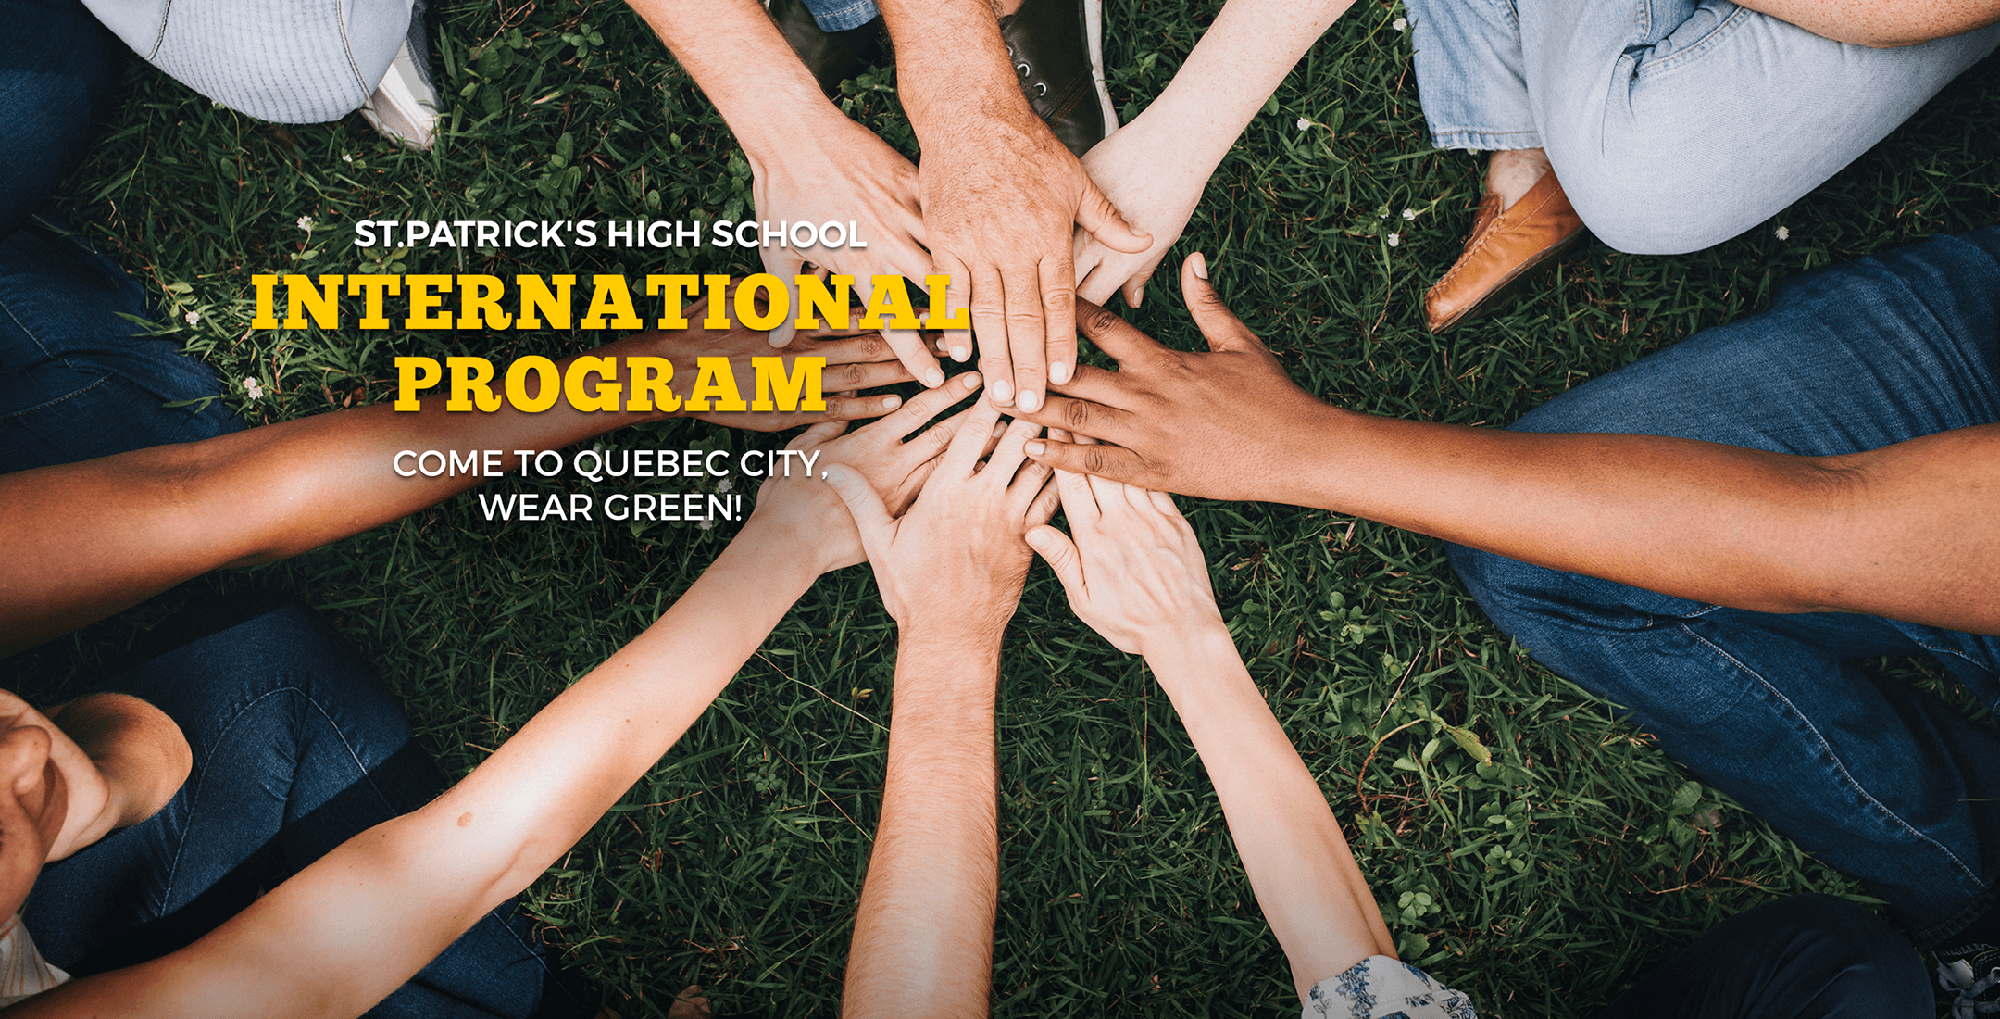 ST.PATRICK'S HIGH SCHOOL
INTERNATIONAL
PROGRAM
COME TO QUEBEC CITY,
WEAR GREEN!